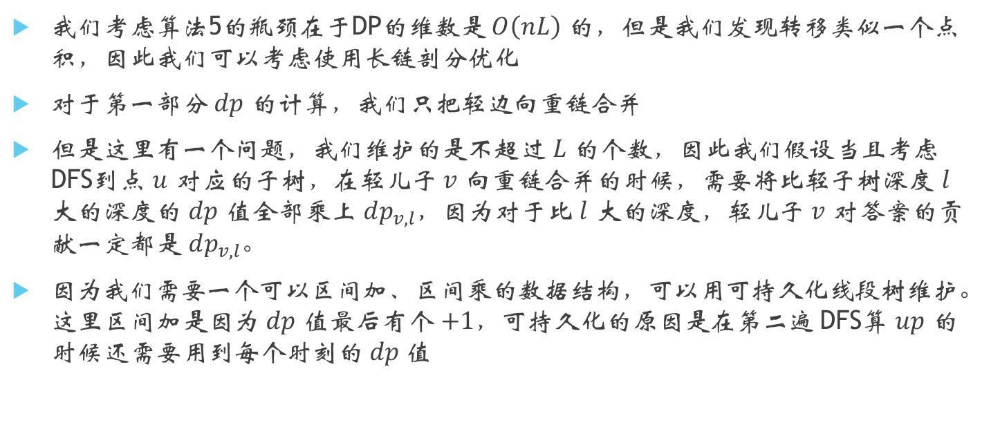 我们考虑算法5的瓶颈在于DP的维数是 O(nL) 的，但是我们发现转移类似一个点
积，因此我们可以考虑使用长链剖分优化
对于第一部分 dp 的计算，我们只把轻边向重链合并
但是这里有一个问题，我们维护的是不超过 L 的个数，因此我们假设当且考虑
DFS到点 u 对应的子树，在轻儿子 v 向重链合并的时候，需要将比轻子树深度 l
大的深度的 dp 值全部乘上 dp_{v,l}，因为对于比 l 大的深度，轻儿子 v 对答案的贡
献一定都是 dp_{v,l}。
因为我们需要一个可以区间加、区间乘的数据结构，可以用可持久化线段树维护。
这里区间加是因为 dp 值最后有个 +1，可持久化的原因是在第二遍 DFS算 up 的
时候还需要用到每个时刻的 dp 值